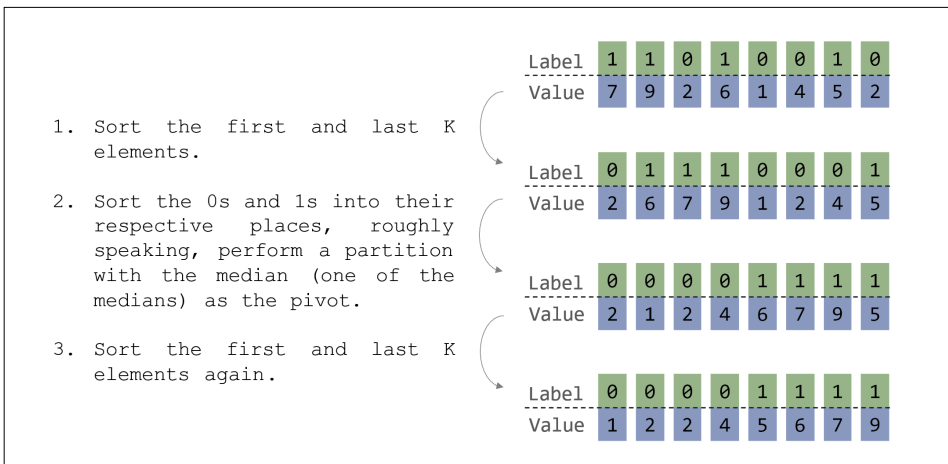 Label 1 1 0 1 0 0 1 0
Value 7 9 2 6 1 4 5 2
1. Sort the first and last K
elements.
Label 0 1 1 1 0 0 0 1
Value 2 6 7 9 1 2 4 5
2. Sort the 0s and 1s into their
respective places, roughly
speaking, perform a partition
with the median (one of the
medians) as the pivot.
Label 0 0 0 0 1 1 1 1
Value 2 1 2 4 6 7 9 5
3. Sort the first and last K
elements again.
Label 0 0 0 0 1 1 1 1
Value 1 2 2 4 5 6 7 9